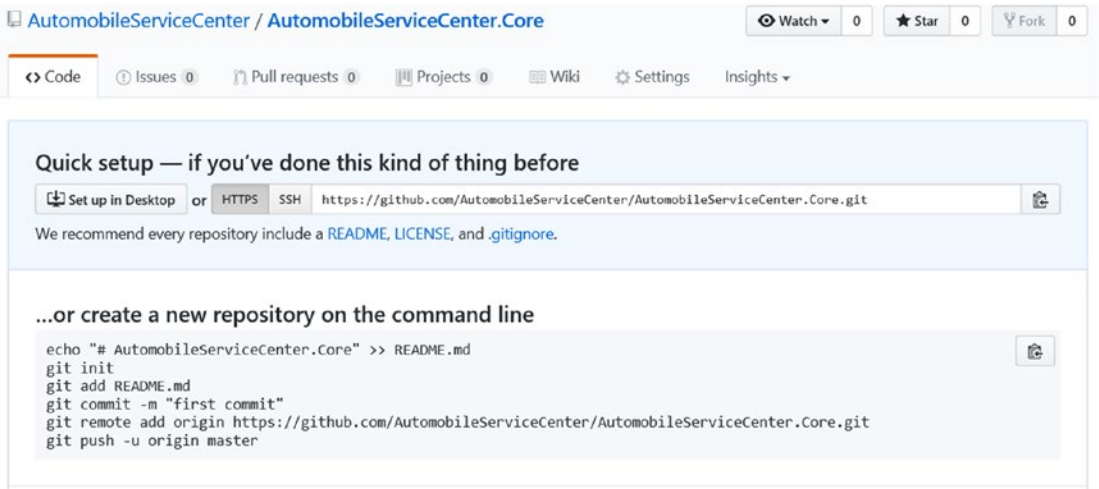 AutomobileServiceCenter / AutomobileServiceCenter.Core Watch 0 Star 0 Fork 0
Code Issues 0 Pull requests 0 Projects 0 Wiki Settings Insights
Quick setup — if you've done this kind of thing before
Set up in Desktop or HTTPS SSH https://github.com/AutomobileServiceCenter/AutomobileServiceCenter.Core.git
We recommend every repository include a README, LICENSE, and .gitignore.
...or create a new repository on the command line
echo "# AutomobileServiceCenter.Core" >> README.md
git init
git add README.md
git commit -m "first commit"
git remote add origin https://github.com/AutomobileServiceCenter/AutomobileServiceCenter.Core.git
git push -u origin master